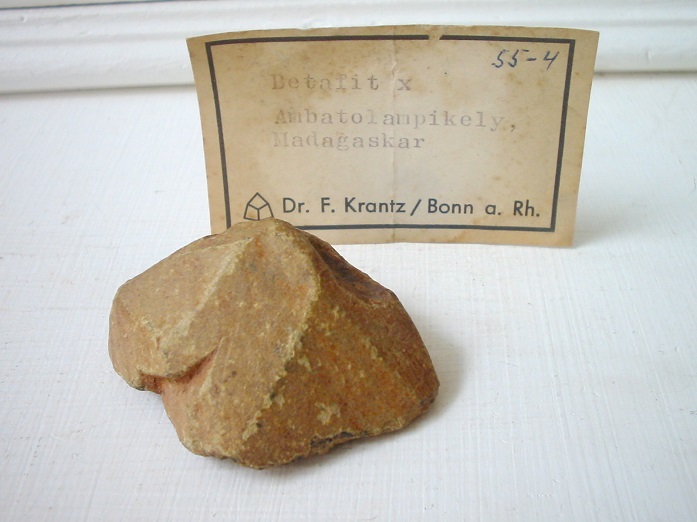 55-4
Betafit x
Ambatolampikely,
Madagaskar
Dr. F. Krantz/Bonn a. Rh.